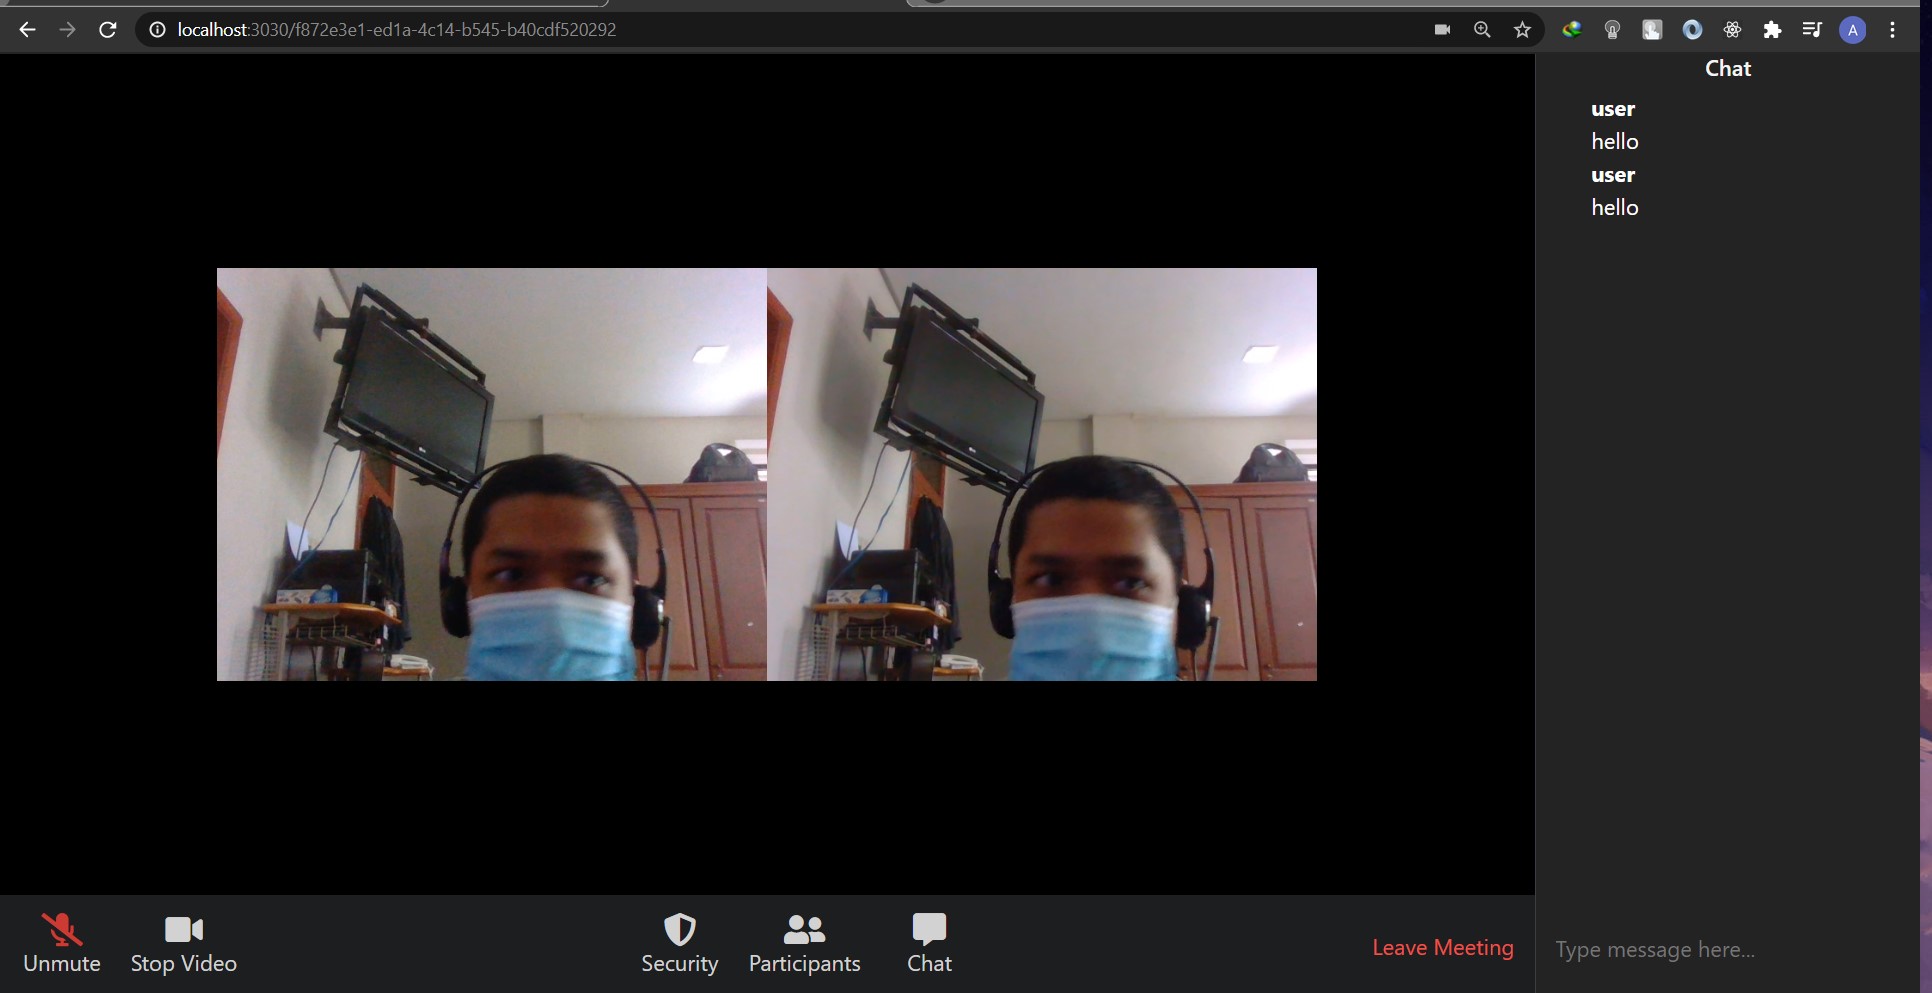 localhost:3030/f872e3e1-ed1a-4c14-b545-b40cdf520292
A
Chat
user
hello
user
hello
Unmute
Stop Video
Security
Participants
Chat
Leave Meeting
Type message here...